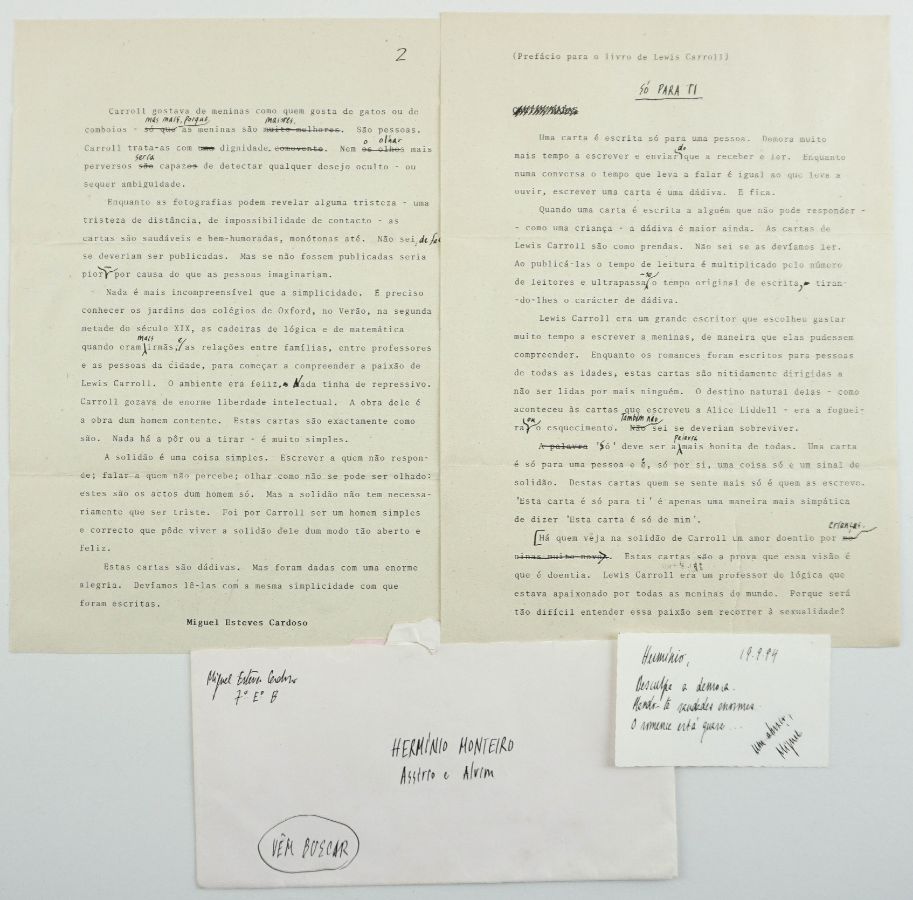 (Prefácio para o livro de Lewis Carroll)
SÓ PARA TI
Uma carta é escrita só para uma pessoa. Demora muito
mais tempo a escrever e enviar do que a receber e ler. Enquanto
numa conversa o tempo que leva a falar é igual ao que leva a
ouvir, escrever uma carta é uma dádiva. E fica.
Quando uma carta é escrita a alguém que não pode responder -
- como uma criança - a dádiva é maior ainda. As cartas de
Lewis Carroll são como prendas. Não sei se as devíamos ler.
Ao publicá-las o tempo de leitura é multiplicado pelo número
de leitores e ultrapassa-se o tempo original de escrita, tiran-
-do-lhes o carácter de dádiva.
Lewis Carroll era um grande escritor que escolheu gastar
muito tempo a escrever a meninas, de maneira que elas pudessem
compreender. Enquanto os romances foram escritos para pessoas
de todas as idades, estas cartas são nitidamente dirigidas a
não ser lidas por mais ninguém. O destino natural delas - como
aconteceu às cartas que escreveu a Alice Liddell - era a foguei-
ra ou o esquecimento. Não Também não sei se deveriam sobreviver.
A palavra 'Só' deve ser a palavra mais bonita de todas. Uma carta
é só para uma pessoa e é, só por si, uma coisa só e um sinal de
solidão. Destas cartas quem se sente mais só é quem as escreve.
'Esta carta é só para ti' é apenas uma maneira mais simpática
de dizer 'Esta carta é só de mim'.
Há quem veja na solidão de Carroll um amor doentio por me- crianças.
ninas muito novas. Estas cartas são a prova que essa visão é
que é doentia. Lewis Carroll era um professor de lógica que
estava apaixonado por todas as meninas do mundo. Porque será
tão difícil entender essa paixão sem recorrer à sexualidade?
2
Carroll gostava de meninas como quem gosta de gatos ou de
comboios - só que mas mais, porque as meninas são muito melhores. maiores. São pessoas.
Carroll trata-as com uma dignidade comovente. Nem os olhos o olhar mais
perversos são seria capazes de detectar qualquer desejo oculto - ou
sequer ambiguidade.
Enquanto as fotografias podem revelar alguma tristeza - uma
tristeza de distância, de impossibilidade de contacto - as
cartas são saudáveis e bem-humoradas, monótonas até. Não sei, de
se deveriam ser publicadas. Mas se não fossem publicadas seria
pior - por causa do que as pessoas imaginariam.
Nada é mais incompreensível que a simplicidade. É preciso
conhecer os jardins dos colégios de Oxford, no Verão, na segunda
metade do século XIX, as cadeiras de lógica e de matemática
quando eram mais irmãs, e as relações entre famílias, entre professores
e as pessoas da cidade, para começar a compreender a paixão de
Lewis Carroll. O ambiente era feliz. Nada tinha de repressivo.
Carroll gozava de enorme liberdade intelectual. A obra dele é
a obra dum homem contente. Estas cartas são exactamente como
são. Nada há a pôr ou a tirar - é muito simples.
A solidão é uma coisa simples. Escrever a quem não respon-
de; falar a quem não percebe; olhar como não se pode ser olhado:
estes são os actos dum homem só. Mas a solidão não tem necessa-
riamente que ser triste. Foi por Carroll ser um homem simples
e correcto que pôde viver a solidão dele dum modo tão aberto e
feliz.
Estas cartas são dádivas. Mas foram dadas com uma enorme
alegria. Devíamos lê-las com a mesma simplicidade com que
foram escritas.
Miguel Esteves Cardoso
Miguel Esteves Cardoso
7º Eº B
HERMÍNIO MONTEIRO
Assírio e Alvim
VÊM BUSCAR
Hermínio, 19.9.94
Desculpa a demora.
Mando-te saudades enormes.
O romance está quase...
um abraço,
Miguel